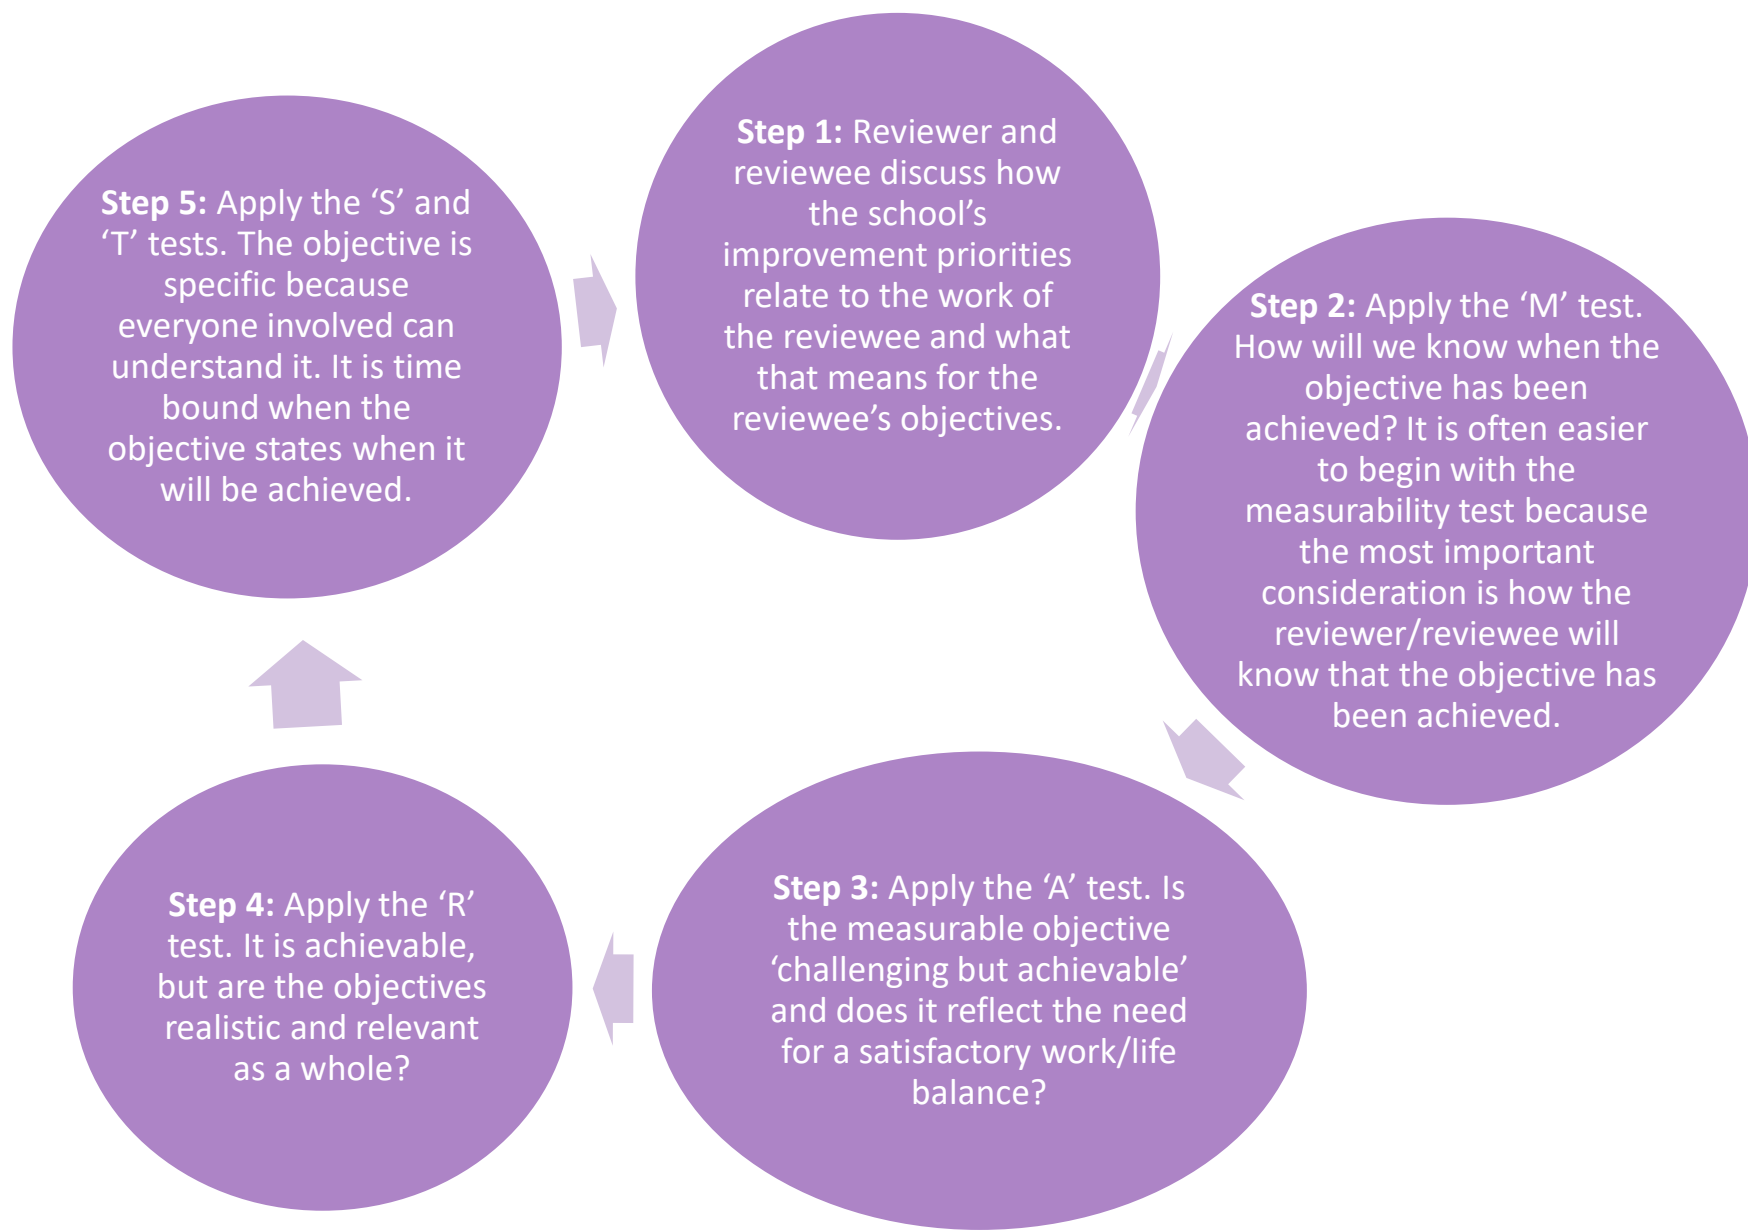 Step 1: Reviewer and
reviewee discuss how
the school’s
improvement priorities
relate to the work of
the reviewee and what
that means for the
reviewee’s objectives.
Step 2: Apply the ‘M’ test.
How will we know when the
objective has been
achieved? It is often easier
to begin with the
measurability test because
the most important
consideration is how the
reviewer/reviewee will
know that the objective has
been achieved.
Step 3: Apply the ‘A’ test. Is
the measurable objective
‘challenging but achievable’
and does it reflect the need
for a satisfactory work/life
balance?
Step 4: Apply the ‘R’
test. It is achievable,
but are the objectives
realistic and relevant
as a whole?
Step 5: Apply the ‘S’ and
‘T’ tests. The objective is
specific because
everyone involved can
understand it. It is time
bound when the
objective states when it
will be achieved.